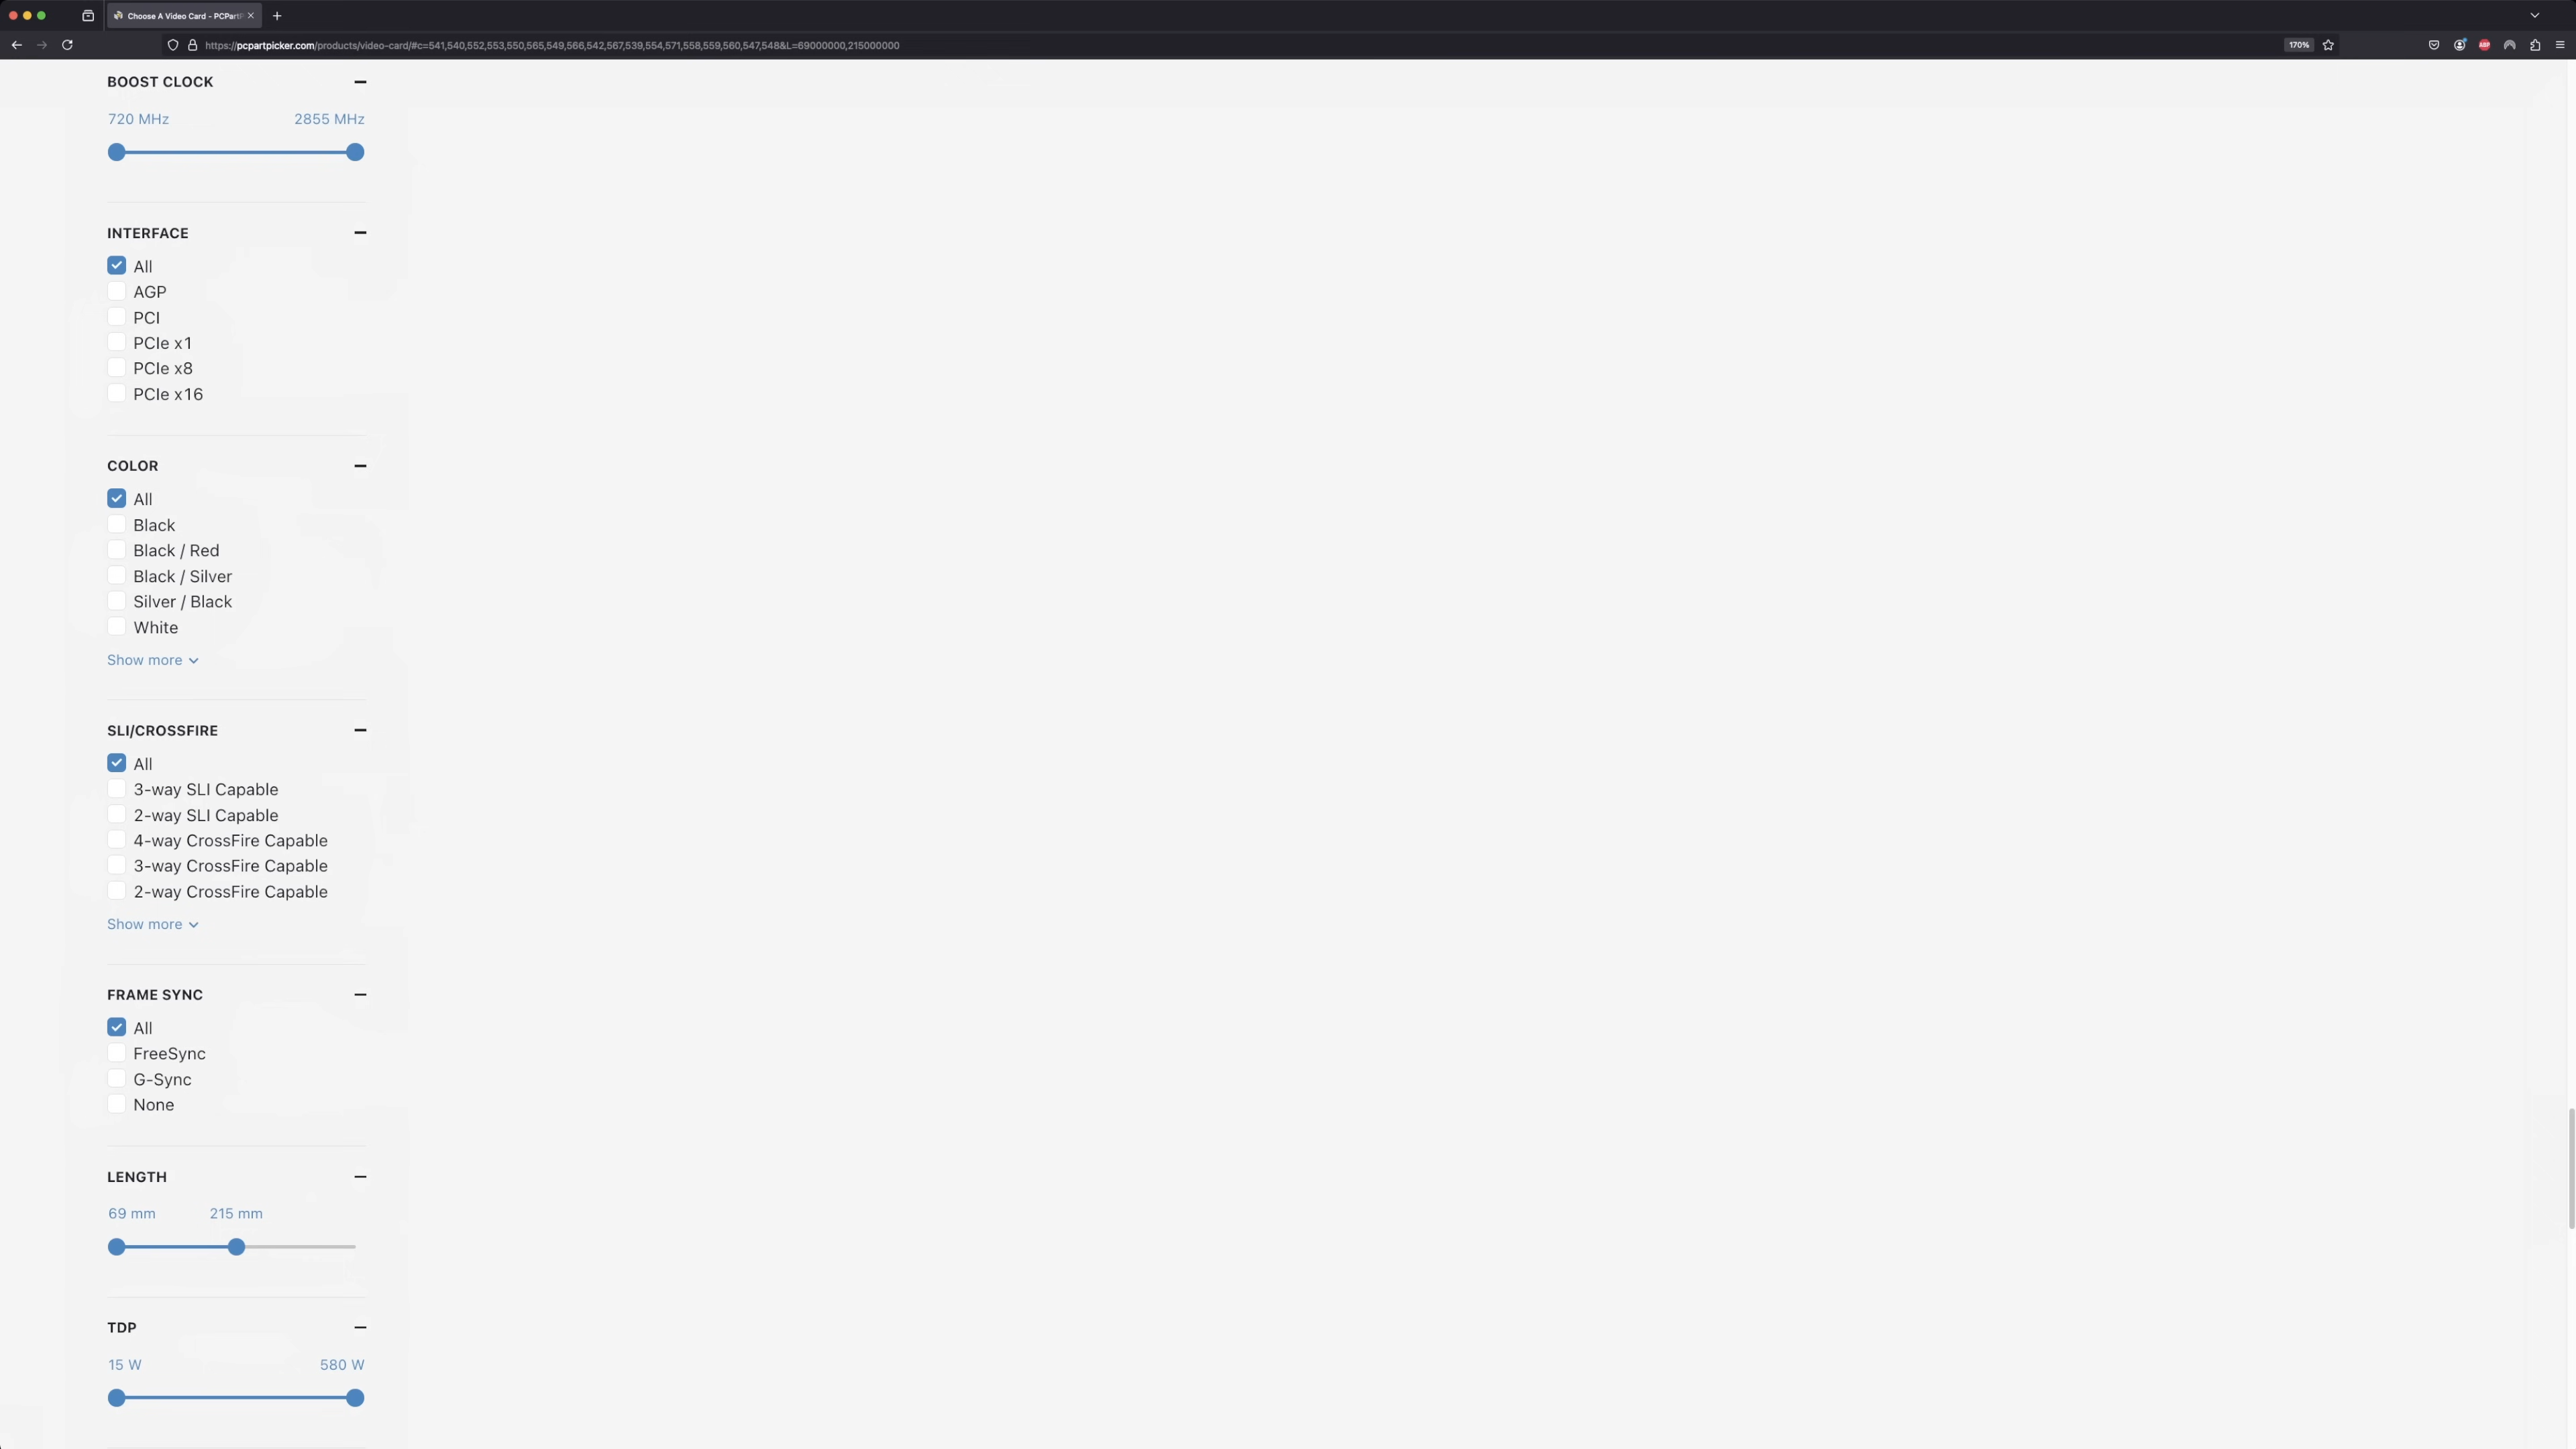 Choose A Video Card - PCPart
https://pcpartpicker.com/products/video-card/#c=541,540,552,553,550,565,549,566,542,567,539,554,571,558,559,560,547,548&L=69000000,215000000
170%
ABP
BOOST CLOCK
720 MHz 2855 MHz
INTERFACE
All
AGP
PCI
PCIe x1
PCIe x8
PCIe x16
COLOR
All
Black
Black / Red
Black / Silver
Silver / Black
White
Show more
SLI/CROSSFIRE
All
3-way SLI Capable
2-way SLI Capable
4-way CrossFire Capable
3-way CrossFire Capable
2-way CrossFire Capable
Show more
FRAME SYNC
All
FreeSync
G-Sync
None
LENGTH
69 mm 215 mm
TDP
15 W 580 W